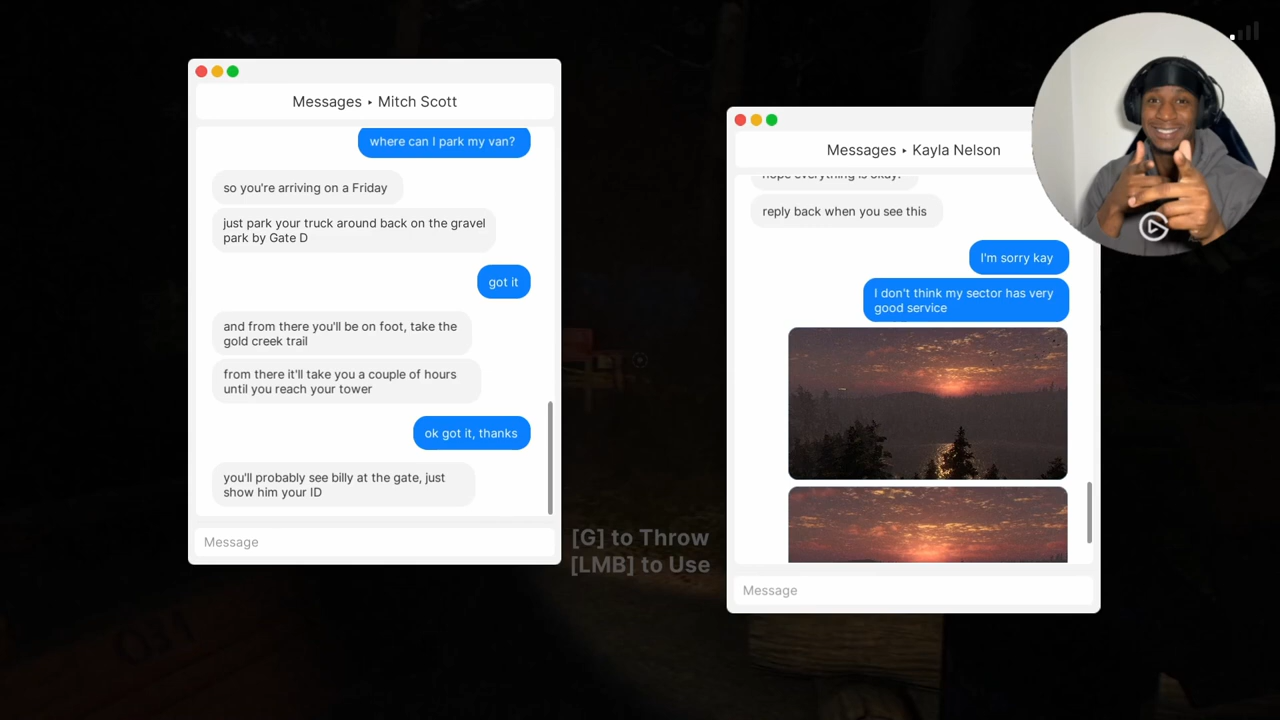 Messages ▸ Mitch Scott
where can I park my van?
so you're arriving on a Friday
just park your truck around back on the gravel
park by Gate D
got it
and from there you'll be on foot, take the
gold creek trail
from there it'll take you a couple of hours
until you reach your tower
ok got it, thanks
you'll probably see billy at the gate, just
show him your ID
Message
[G] to Throw
[LMB] to Use
Messages ▸ Kayla Nelson
hope everything is okay?
reply back when you see this
I'm sorry kay
I don't think my sector has very
good service
Message